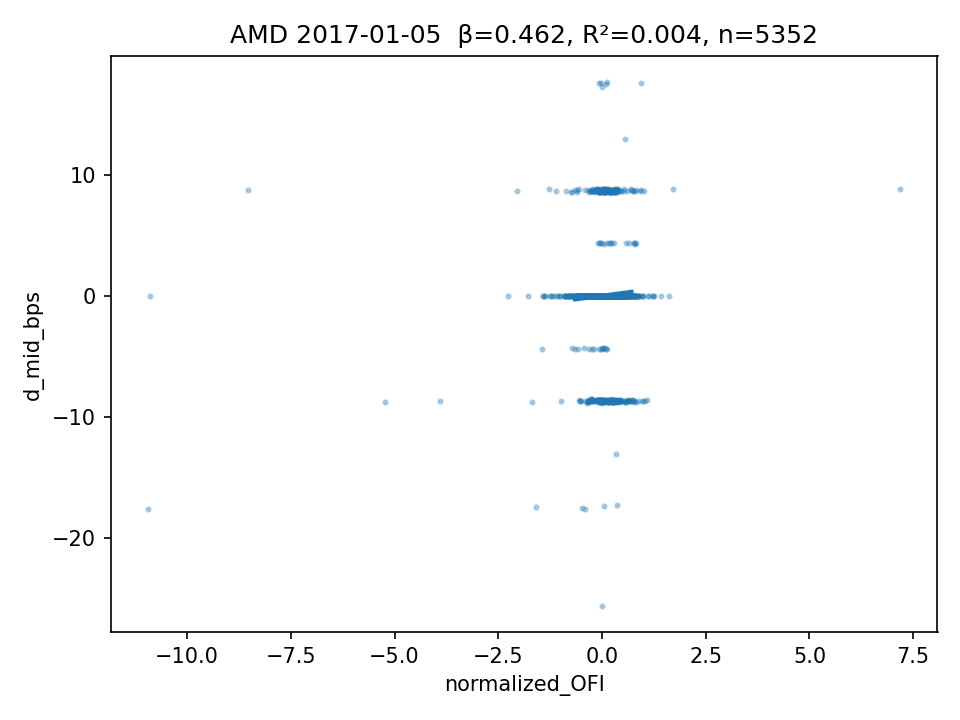 AMD 2017-01-05  β=0.462, R²=0.004, n=5352
10
0
−10
−20
d_mid_bps
−10.0 −7.5 −5.0 −2.5 0.0 2.5 5.0 7.5
normalized_OFI